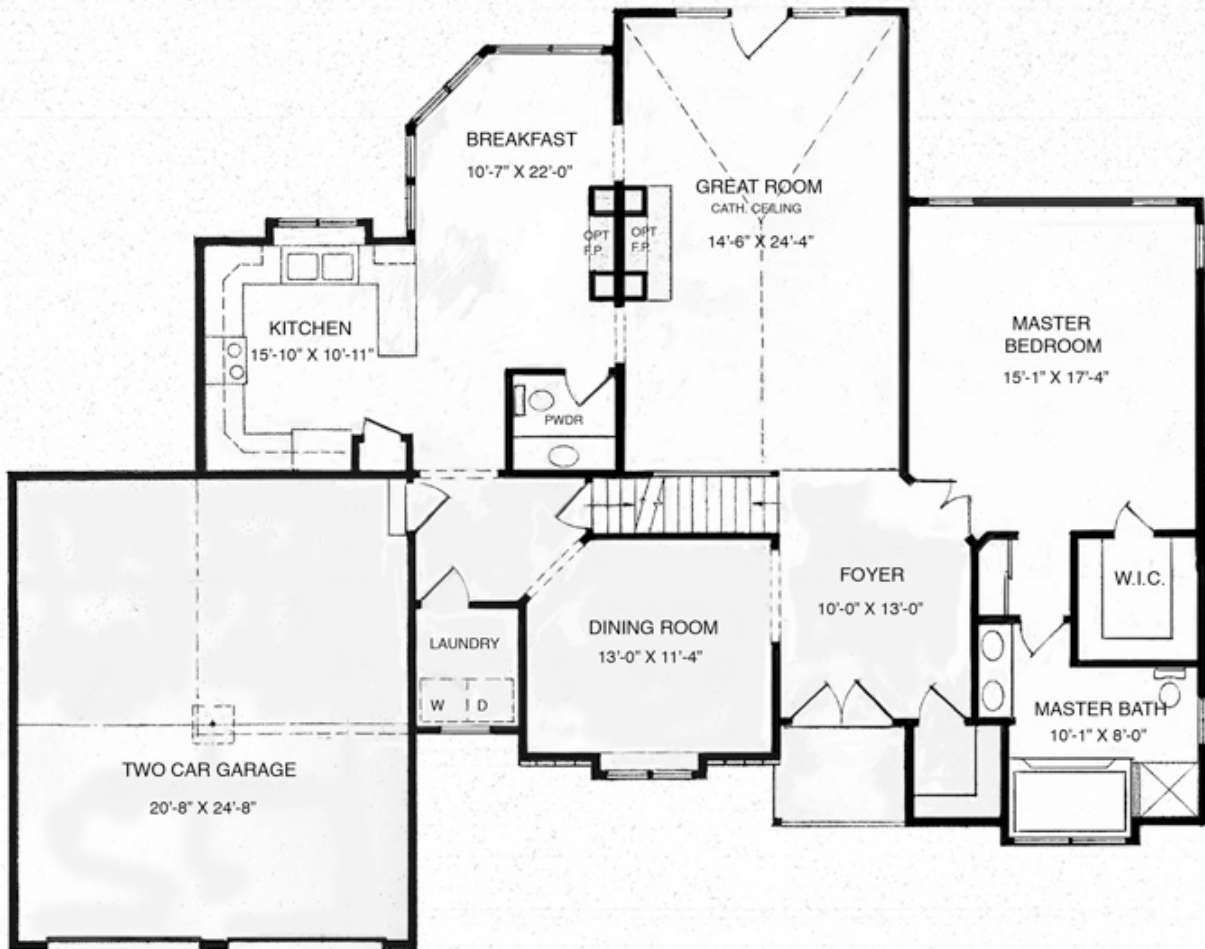 BREAKFAST
10'-7" X 22'-0"
GREAT ROOM
CATH. CEILING
14'-6" X 24'-4"
OPT
F.P.
OPT
F.P.
KITCHEN
15'-10" X 10'-11"
MASTER
BEDROOM
15'-1" X 17'-4"
PWDR
W.I.C.
FOYER
10'-0" X 13'-0"
DINING ROOM
13'-0" X 11'-4"
LAUNDRY
W D
MASTER BATH
10'-1" X 8'-0"
TWO CAR GARAGE
20'-8" X 24'-8"